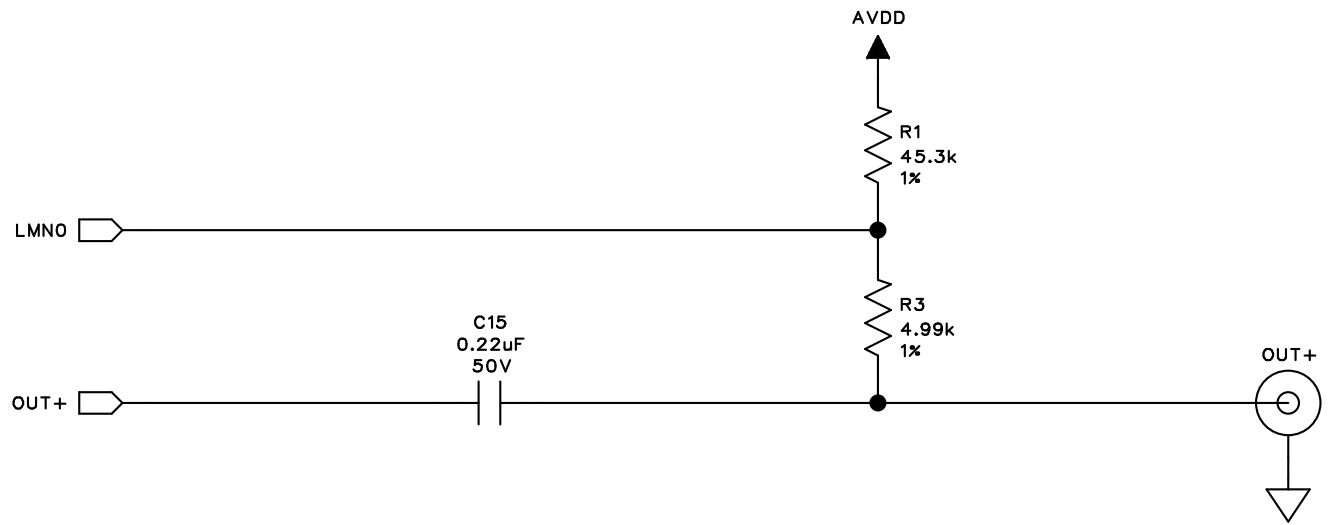 AVDD
R1
45.3k
1%
LMNO
R3
4.99k
1%
C15
0.22uF
50V
OUT+
OUT+